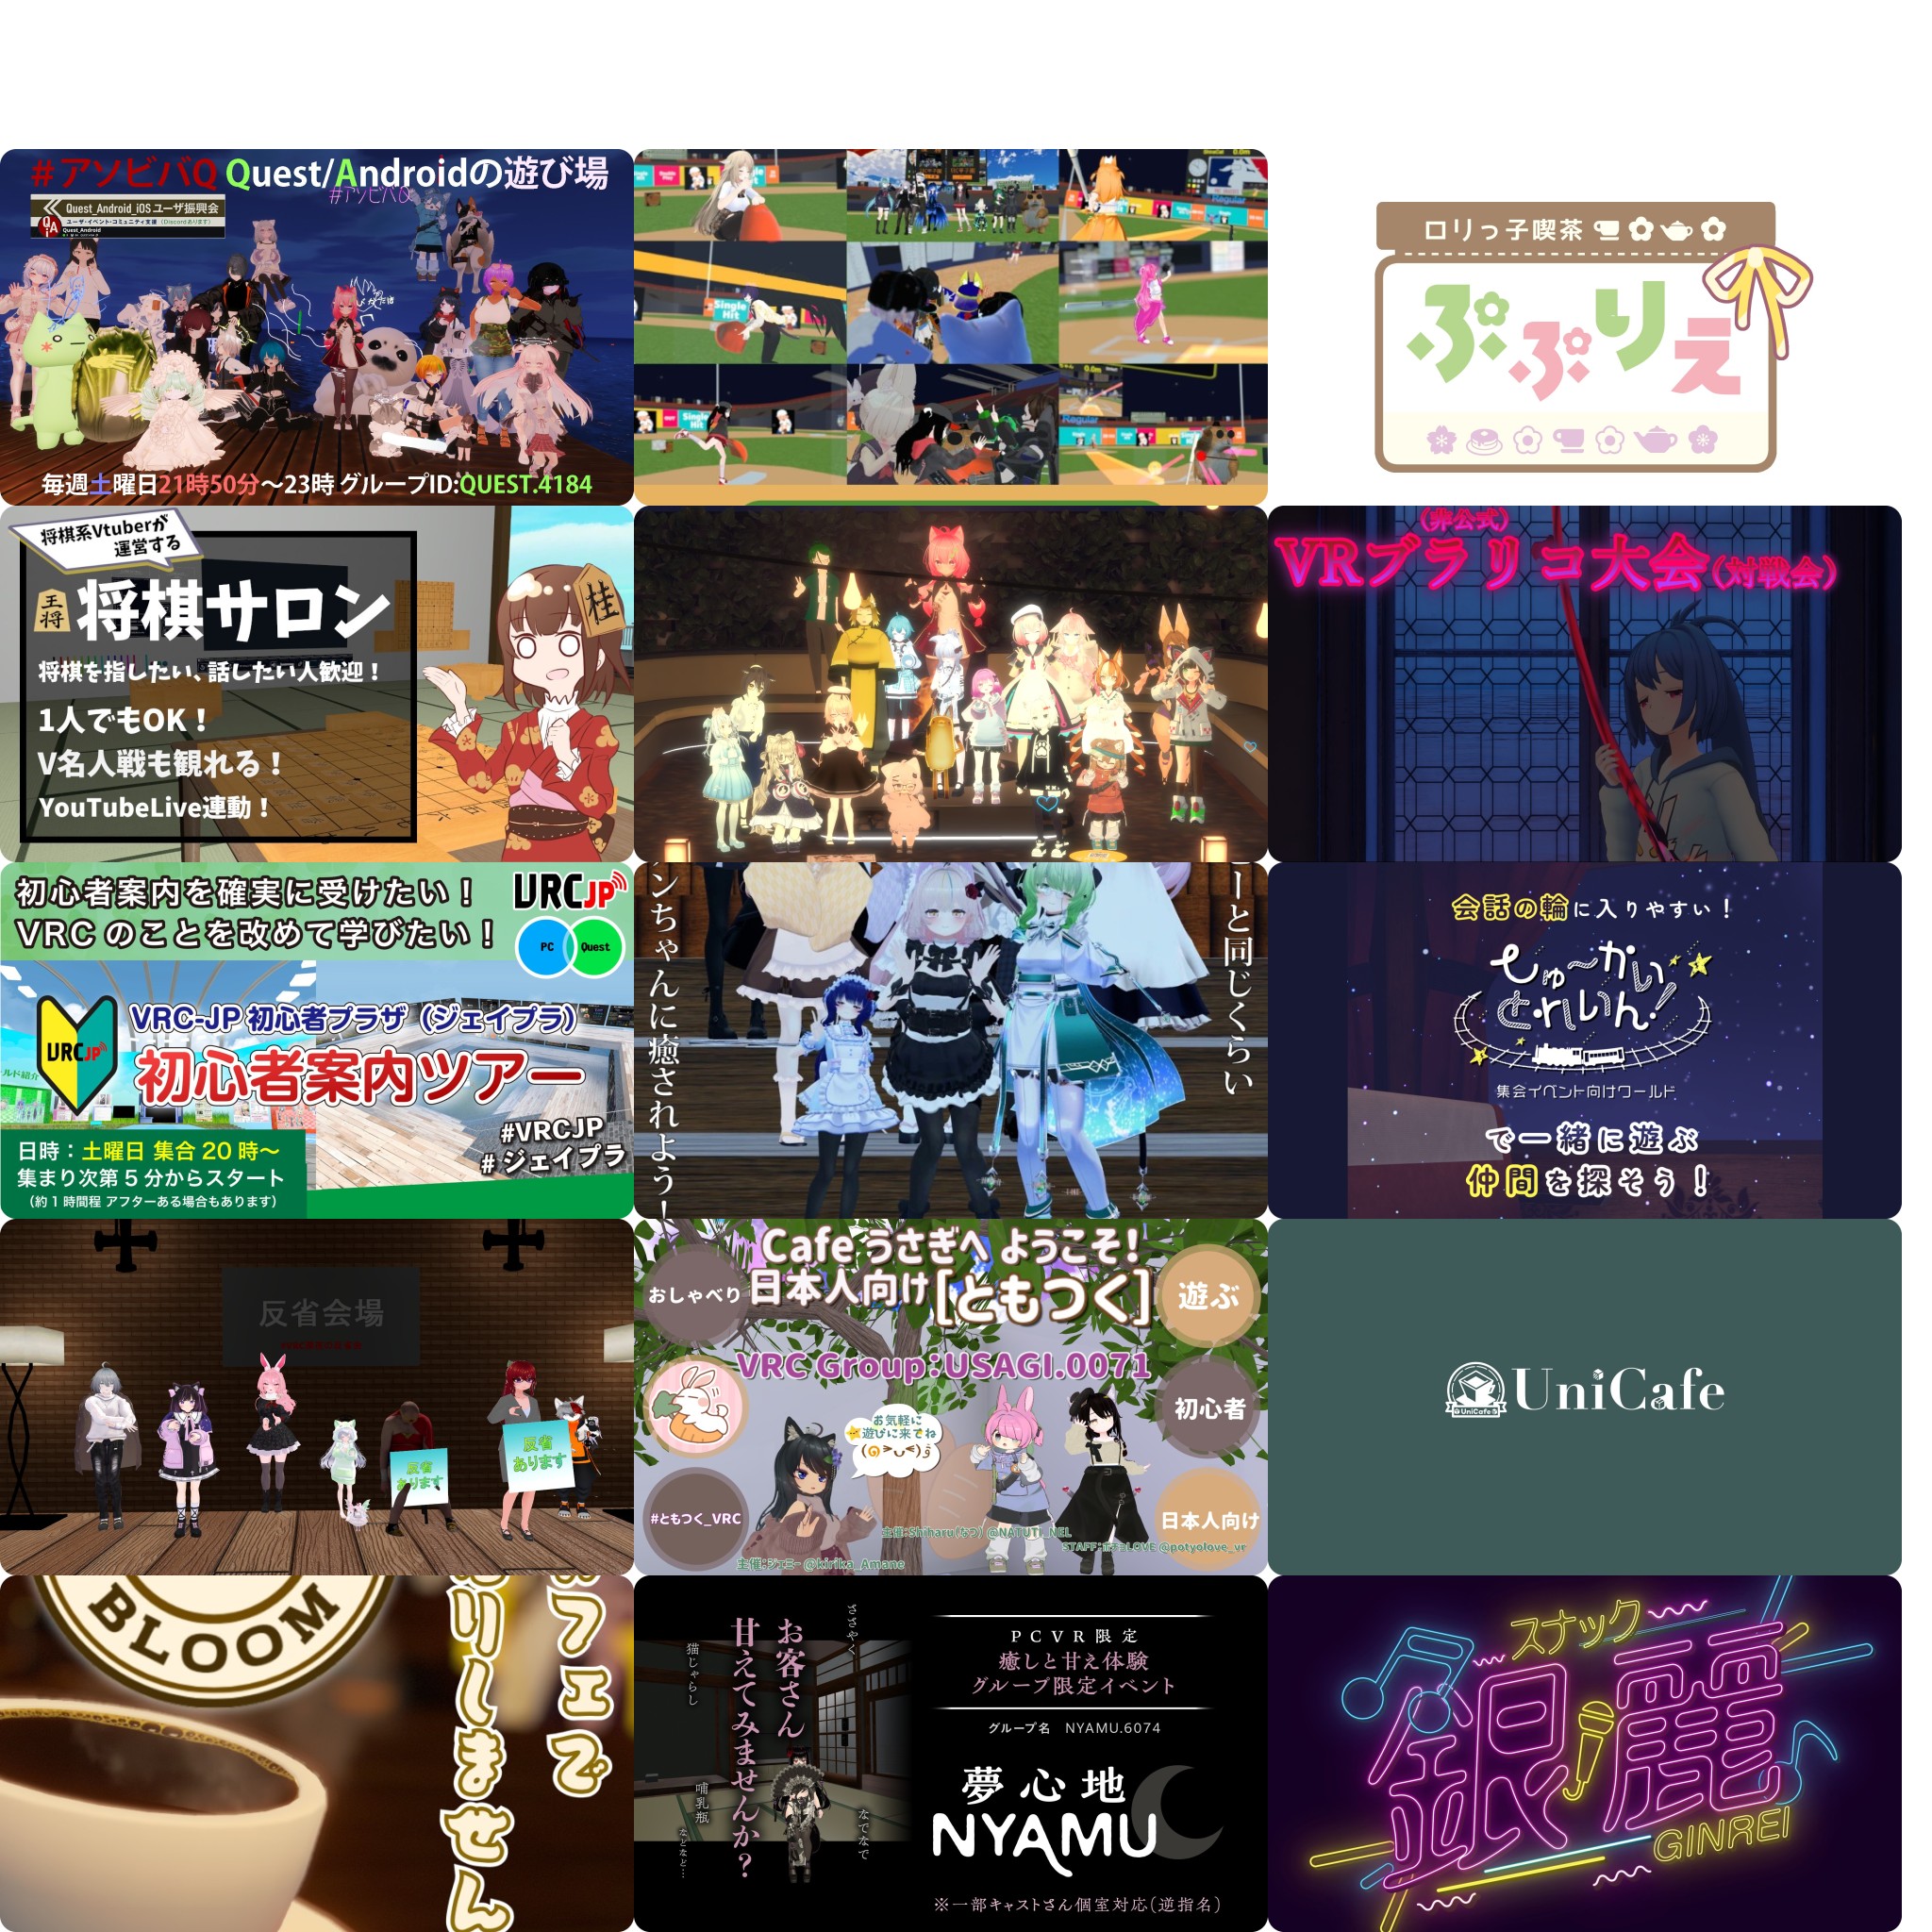 #アソビバQ Quest/Androidの遊び場
#アソビバQ
Quest_Android_iOS ユーザ振興会
ユーザ・イベント・コミュニティ支援(Discordあります)
Quest_Android
毎週土曜日21時50分～23時 グループID:QUEST.4184
Single Hit
Single Hit
Regular
ロリっ子喫茶
ぷぷりえ
将棋系Vtuberが
運営する
王将
将棋サロン
桂
将棋を指したい、話したい人歓迎！
1人でもOK！
V名人戦も観れる！
YouTubeLive連動！
(非公式)
VRブラリコ大会(対戦会)
初心者案内を確実に受けたい！
VRC のことを改めて学びたい！
VRC JP
PC
Quest
VRC-JP 初心者プラザ（ジェイプラ）
VRC JP
初心者案内ツアー
#VRCJP
# ジェイプラ
日時：土曜日 集合 20 時～
集まり次第 5 分からスタート
（約 1 時間程 アフターある場合もあります）
ーと同じくらい
ンちゃんに癒されよう！
会話の輪に入りやすい！
ちゅ～かい
とれいん!
集会イベント向けワールド
で一緒に遊ぶ
仲間を探そう！
反省会場
反省
あります
反省
あります
Cafe うさぎへ ようこそ!
日本人向け[ともつく]
おしゃべり
遊ぶ
VRC Group:USAGI.0071
初心者
お気軽に
遊びに来てね
#ともつく_VRC
日本人向け
主催:Shiharu(なつ) @NATUTI_NEL
STAFF:ポチョLOVE @potyolove_vr
主催:ジェミー @kirika_Amane
UniCafe
UniCafe
BLOOM
フェで
りしません
ささやく
お客さん
甘えてみませんか？
猫じゃらし
哺乳瓶
などなど…
なでなで
PCVR限定
癒しと甘え体験
グループ限定イベント
グループ名 NYAMU.6074
夢心地
NYAMU
※一部キャストさん個室対応(逆指名)
スナック
銀麗
GINREI